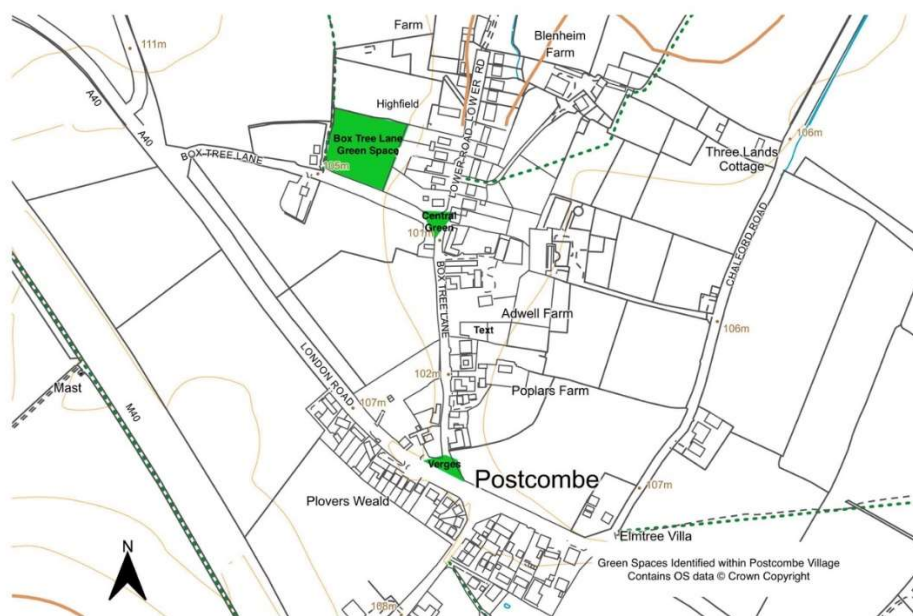 Farm
Blenheim
Farm
111m
A40
A40
Highfield
LOWER ROAD
LOWER RD
Box Tree Lane
Green Space
BOX TREE LANE
105m
106m
Three Lands
Cottage
Central
Green
101m
CHALFORD ROAD
BOX TREE LANE
Adwell Farm
106m
Text
LONDON ROAD
102m
Mast
M40
107m
Poplars Farm
Verges
Postcombe
Plovers Weald
107m
Elmtree Villa
N
Green Spaces Identified within Postcombe Village
Contains OS data © Crown Copyright